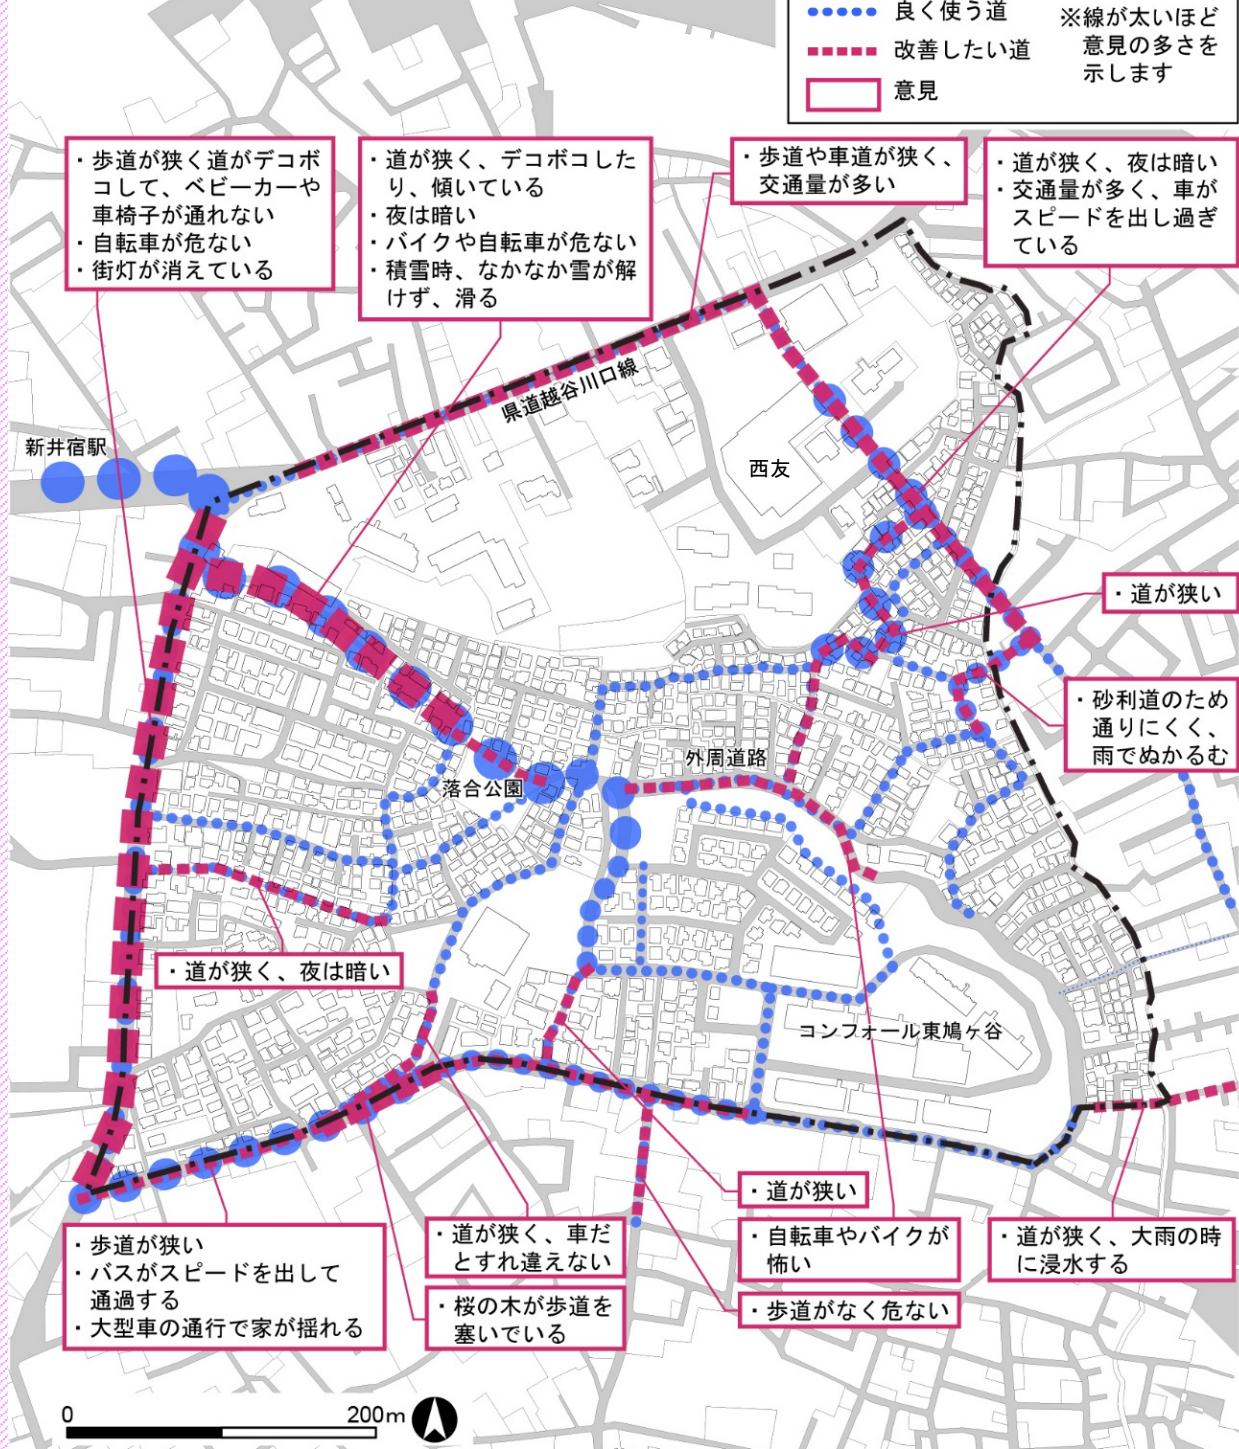 良く使う道
改善したい道
意見
※線が太いほど
意見の多さを
示します
・歩道が狭く道がデコボ
コして、ベビーカーや
車椅子が通れない
・自転車が危ない
・街灯が消えている
・道が狭く、デコボコした
り、傾いている
・夜は暗い
・バイクや自転車が危ない
・積雪時、なかなか雪が解
けず、滑る
・歩道や車道が狭く、
交通量が多い
・道が狭く、夜は暗い
・交通量が多く、車が
スピードを出し過ぎ
ている
県道越谷川口線
新井宿駅
西友
・道が狭い
・砂利道のため
通りにくく、
雨でぬかるむ
外周道路
落合公園
・道が狭く、夜は暗い
コンフォール東鳩ヶ谷
・道が狭い
・歩道が狭い
・バスがスピードを出して
通過する
・大型車の通行で家が揺れる
・道が狭く、車だ
とすれ違えない
・自転車やバイクが
怖い
・道が狭く、大雨の時
に浸水する
・桜の木が歩道を
塞いでいる
・歩道がなく危ない
0 200m